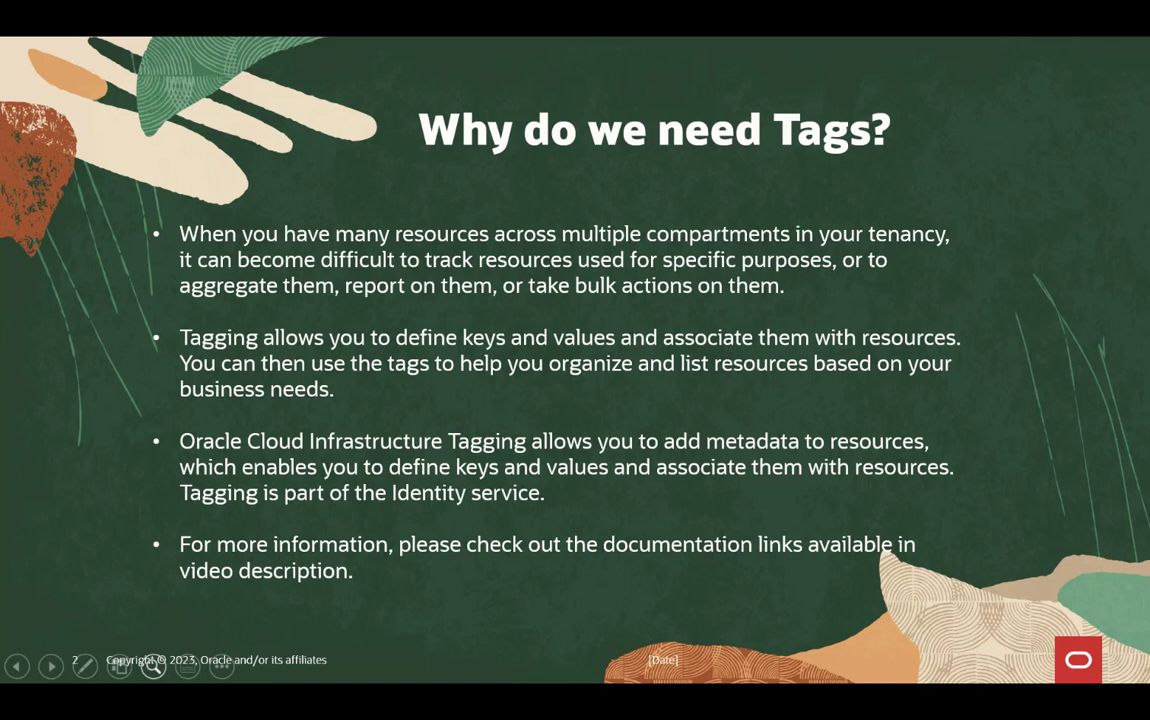 Why do we need Tags?
• When you have many resources across multiple compartments in your tenancy,
it can become difficult to track resources used for specific purposes, or to
aggregate them, report on them, or take bulk actions on them.
• Tagging allows you to define keys and values and associate them with resources.
You can then use the tags to help you organize and list resources based on your
business needs.
• Oracle Cloud Infrastructure Tagging allows you to add metadata to resources,
which enables you to define keys and values and associate them with resources.
Tagging is part of the Identity service.
• For more information, please check out the documentation links available in
video description.
2 Copyright © 2023, Oracle and/or its affiliates [Date]